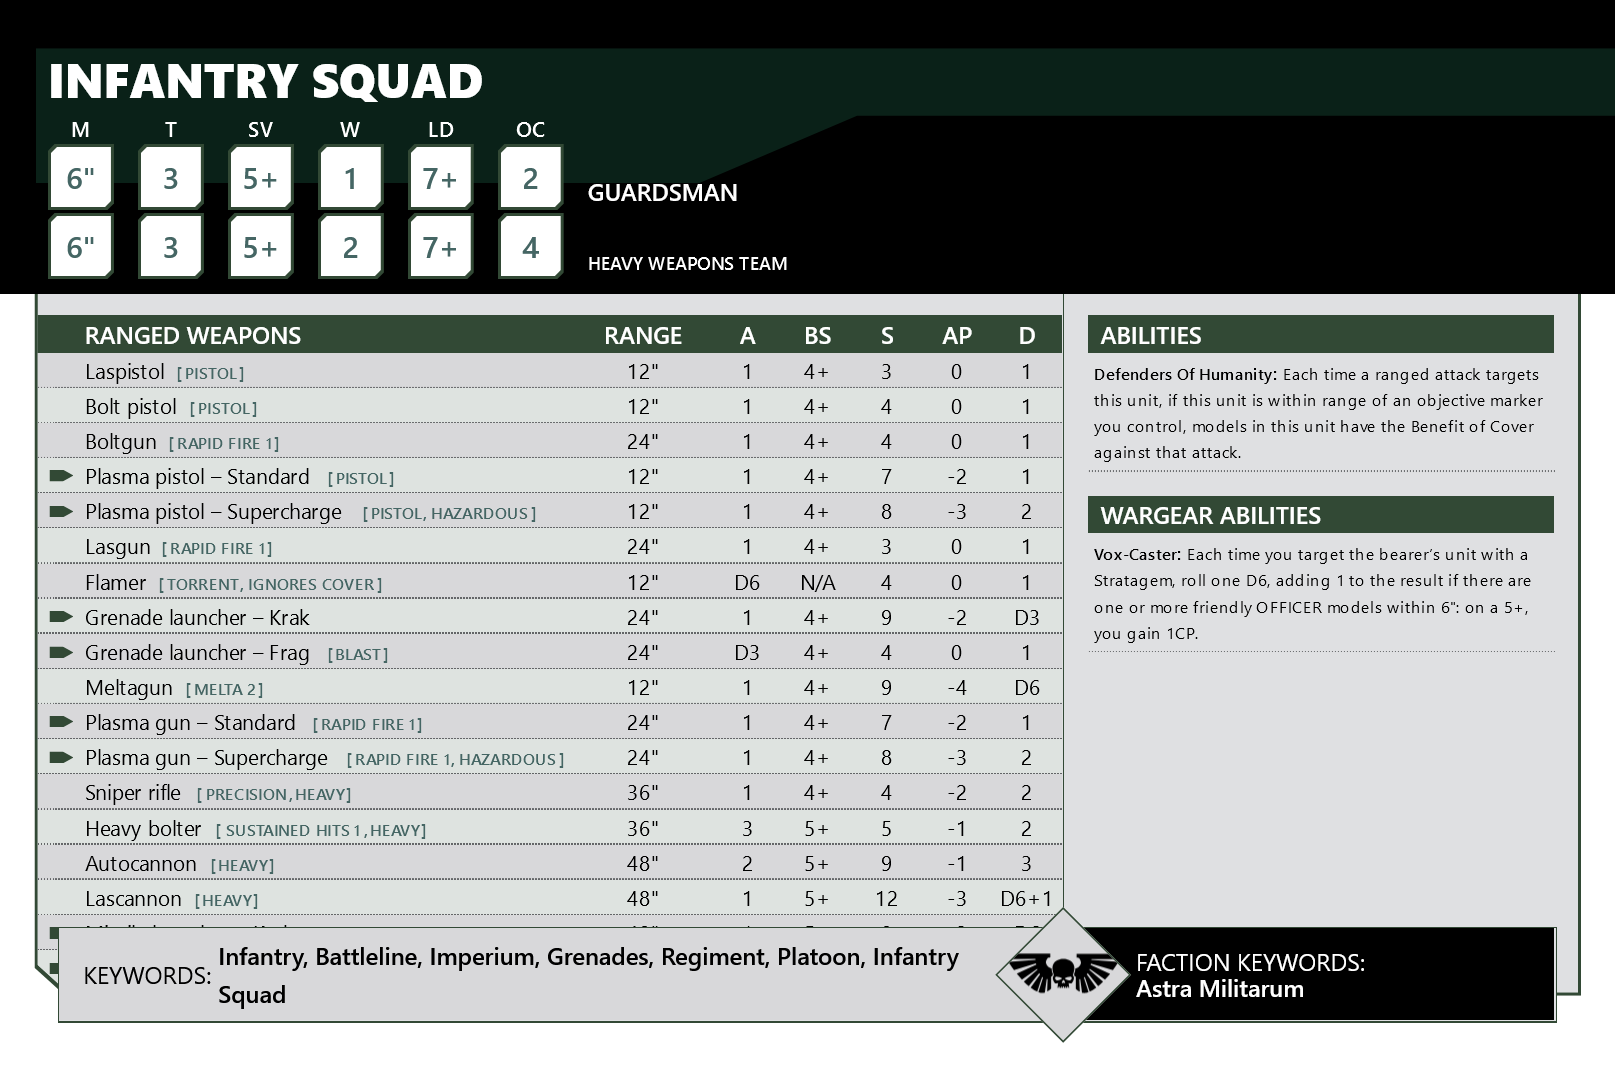 INFANTRY SQUAD
M T SV W LD OC
6" 3 5+ 1 7+ 2 GUARDSMAN
6" 3 5+ 2 7+ 4 HEAVY WEAPONS TEAM
RANGED WEAPONS RANGE A BS S AP D
Laspistol [PISTOL] 12" 1 4+ 3 0 1
Bolt pistol [PISTOL] 12" 1 4+ 4 0 1
Boltgun [RAPID FIRE 1] 24" 1 4+ 4 0 1
Plasma pistol – Standard [PISTOL] 12" 1 4+ 7 -2 1
Plasma pistol – Supercharge [PISTOL, HAZARDOUS] 12" 1 4+ 8 -3 2
Lasgun [RAPID FIRE 1] 24" 1 4+ 3 0 1
Flamer [TORRENT, IGNORES COVER] 12" D6 N/A 4 0 1
Grenade launcher – Krak 24" 1 4+ 9 -2 D3
Grenade launcher – Frag [BLAST] 24" D3 4+ 4 0 1
Meltagun [MELTA 2] 12" 1 4+ 9 -4 D6
Plasma gun – Standard [RAPID FIRE 1] 24" 1 4+ 7 -2 1
Plasma gun – Supercharge [RAPID FIRE 1, HAZARDOUS] 24" 1 4+ 8 -3 2
Sniper rifle [PRECISION, HEAVY] 36" 1 4+ 4 -2 2
Heavy bolter [SUSTAINED HITS 1, HEAVY] 36" 3 5+ 5 -1 2
Autocannon [HEAVY] 48" 2 5+ 9 -1 3
Lascannon [HEAVY] 48" 1 5+ 12 -3 D6+1
ABILITIES
Defenders Of Humanity: Each time a ranged attack targets
this unit, if this unit is within range of an objective marker
you control, models in this unit have the Benefit of Cover
against that attack.
WARGEAR ABILITIES
Vox-Caster: Each time you target the bearer's unit with a
Stratagem, roll one D6, adding 1 to the result if there are
one or more friendly OFFICER models within 6": on a 5+,
you gain 1CP.
KEYWORDS: Infantry, Battleline, Imperium, Grenades, Regiment, Platoon, Infantry
Squad
FACTION KEYWORDS:
Astra Militarum